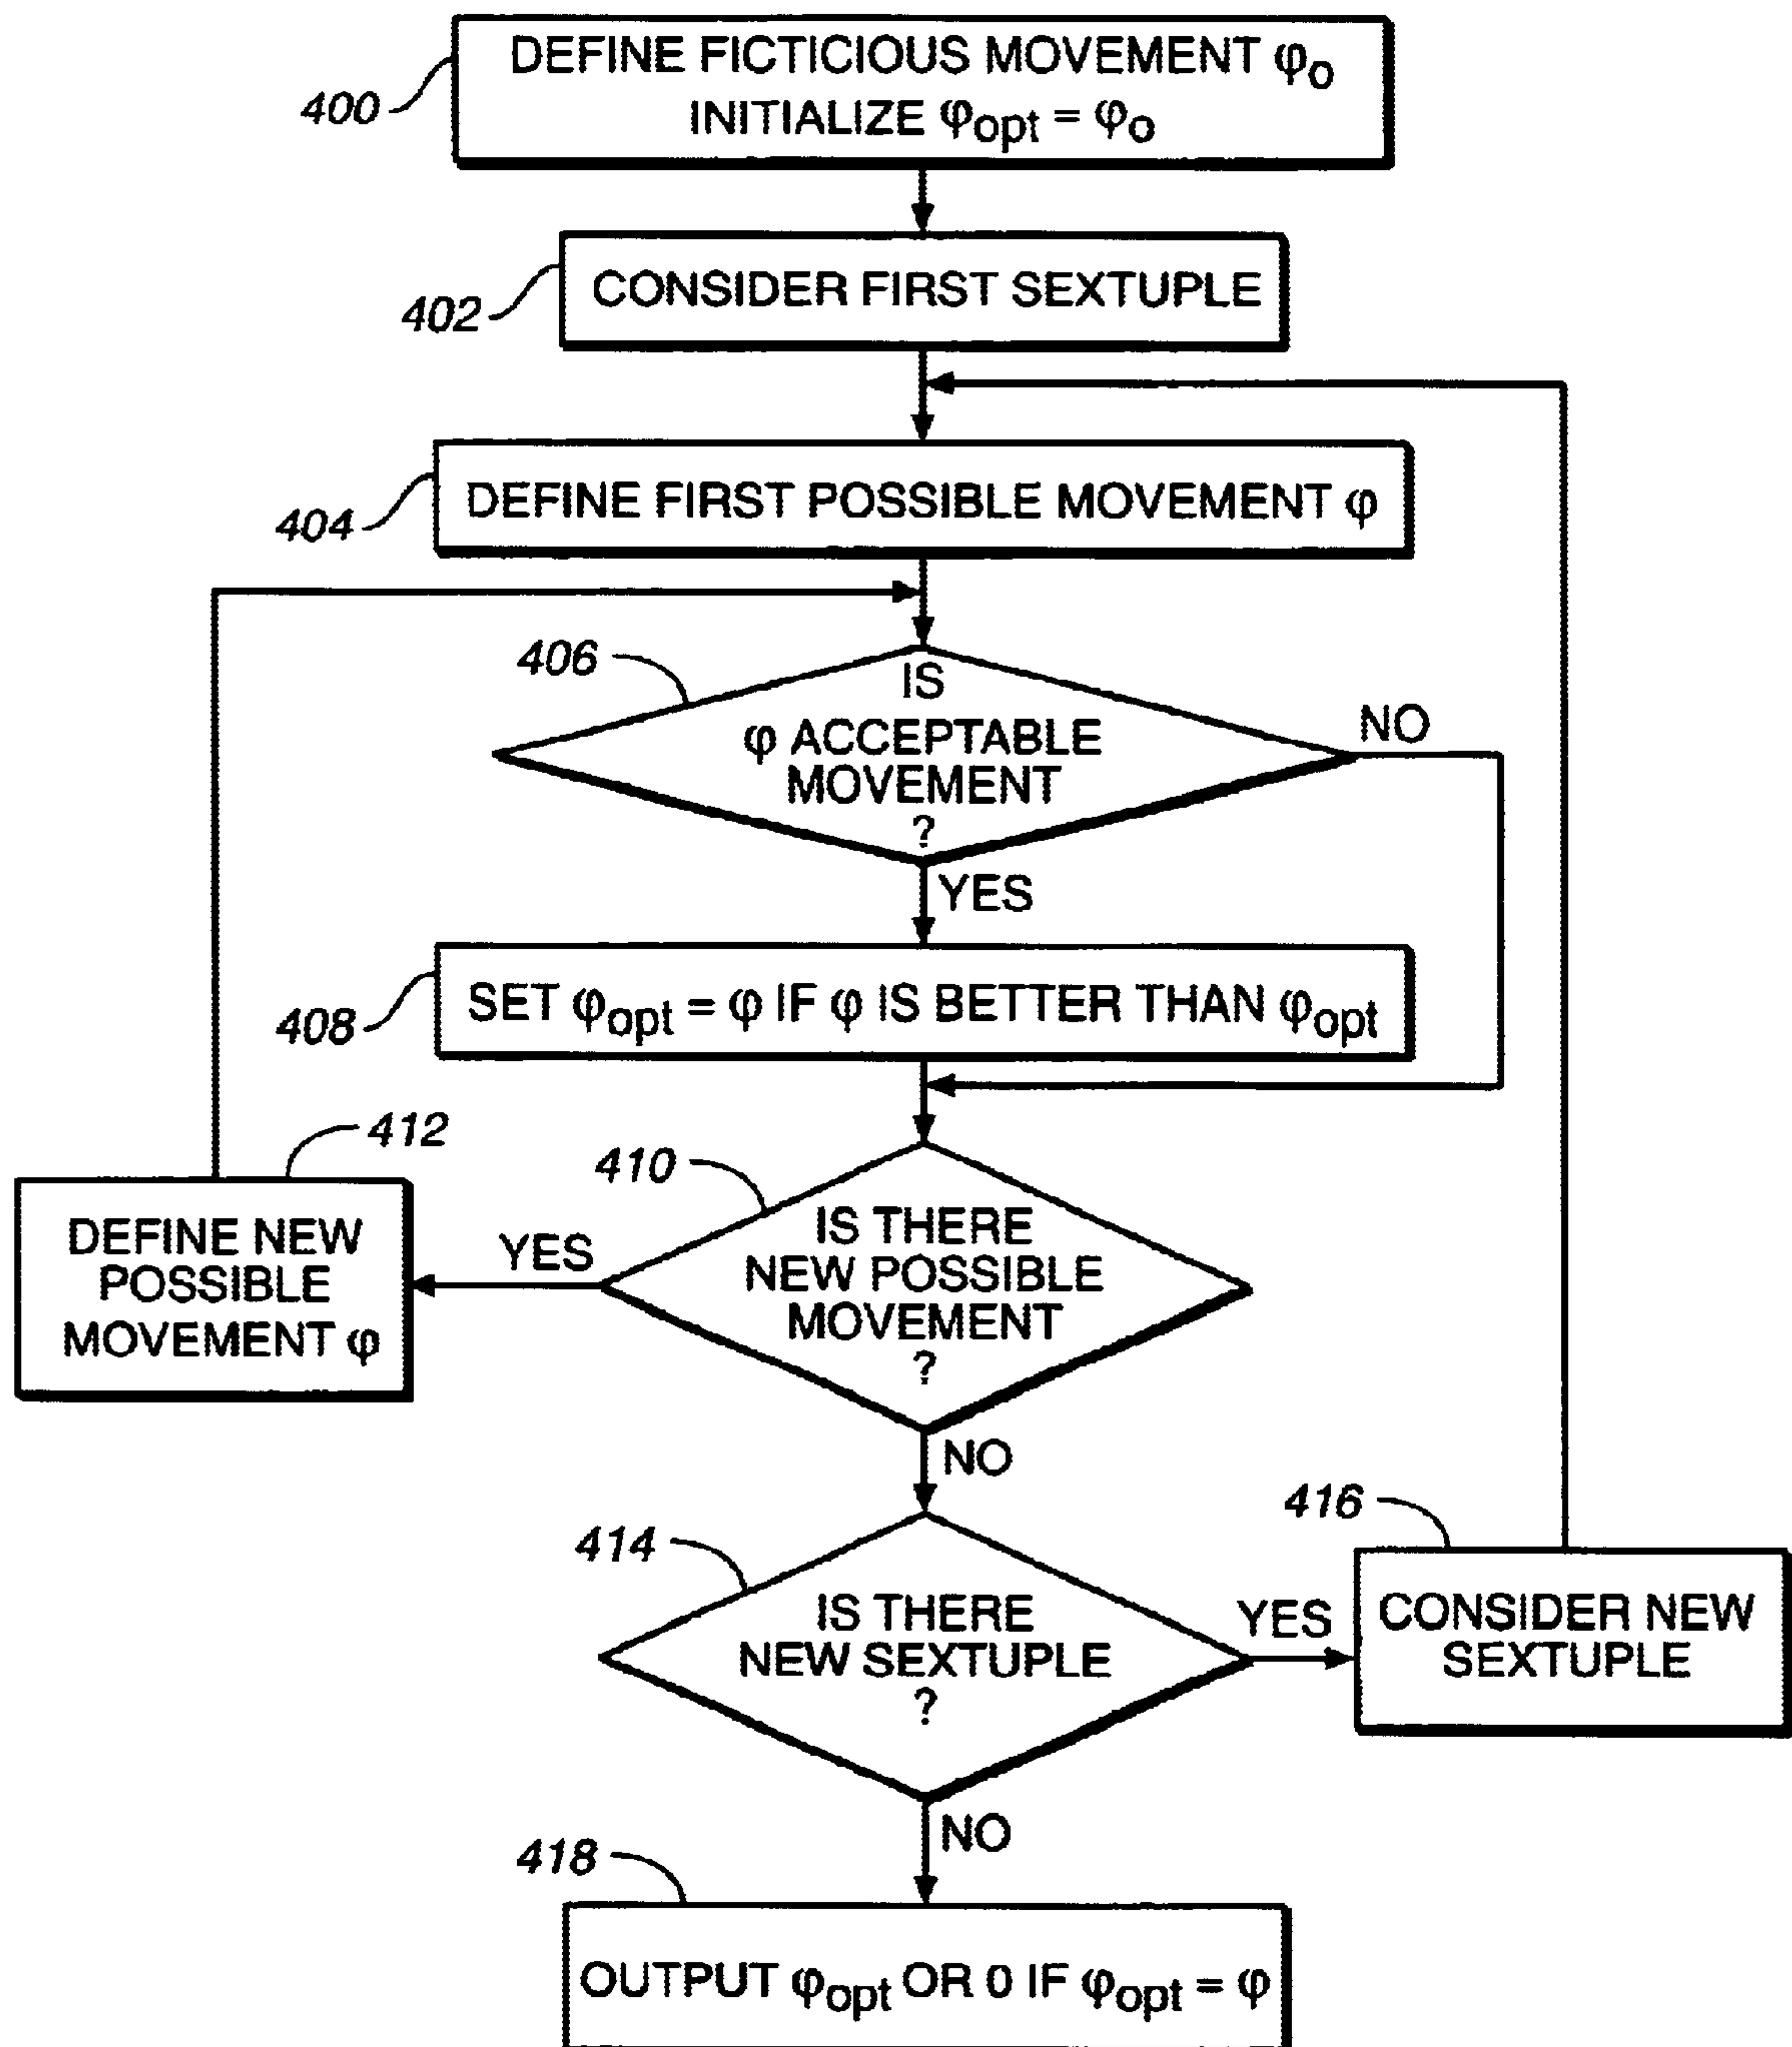 400
DEFINE FICTICIOUS MOVEMENT φo
INITIALIZE φopt = φo
402
CONSIDER FIRST SEXTUPLE
404
DEFINE FIRST POSSIBLE MOVEMENT φ
406
IS
φ ACCEPTABLE
MOVEMENT
?
NO
YES
408
SET φopt = φ IF φ IS BETTER THAN φopt
412
DEFINE NEW
POSSIBLE
MOVEMENT φ
410
YES
IS THERE
NEW POSSIBLE
MOVEMENT
?
NO
414
IS THERE
NEW SEXTUPLE
?
YES
416
CONSIDER NEW
SEXTUPLE
NO
418
OUTPUT φopt OR 0 IF φopt = φ